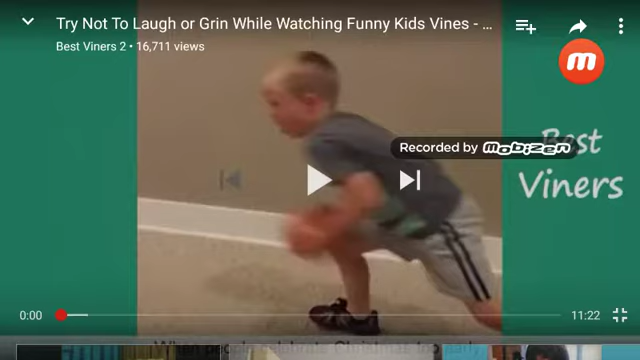 Try Not To Laugh or Grin While Watching Funny Kids Vines - ...
Best Viners 2 • 16,711 views
m
Recorded by mobizen
Best
Viners
0:00
11:22